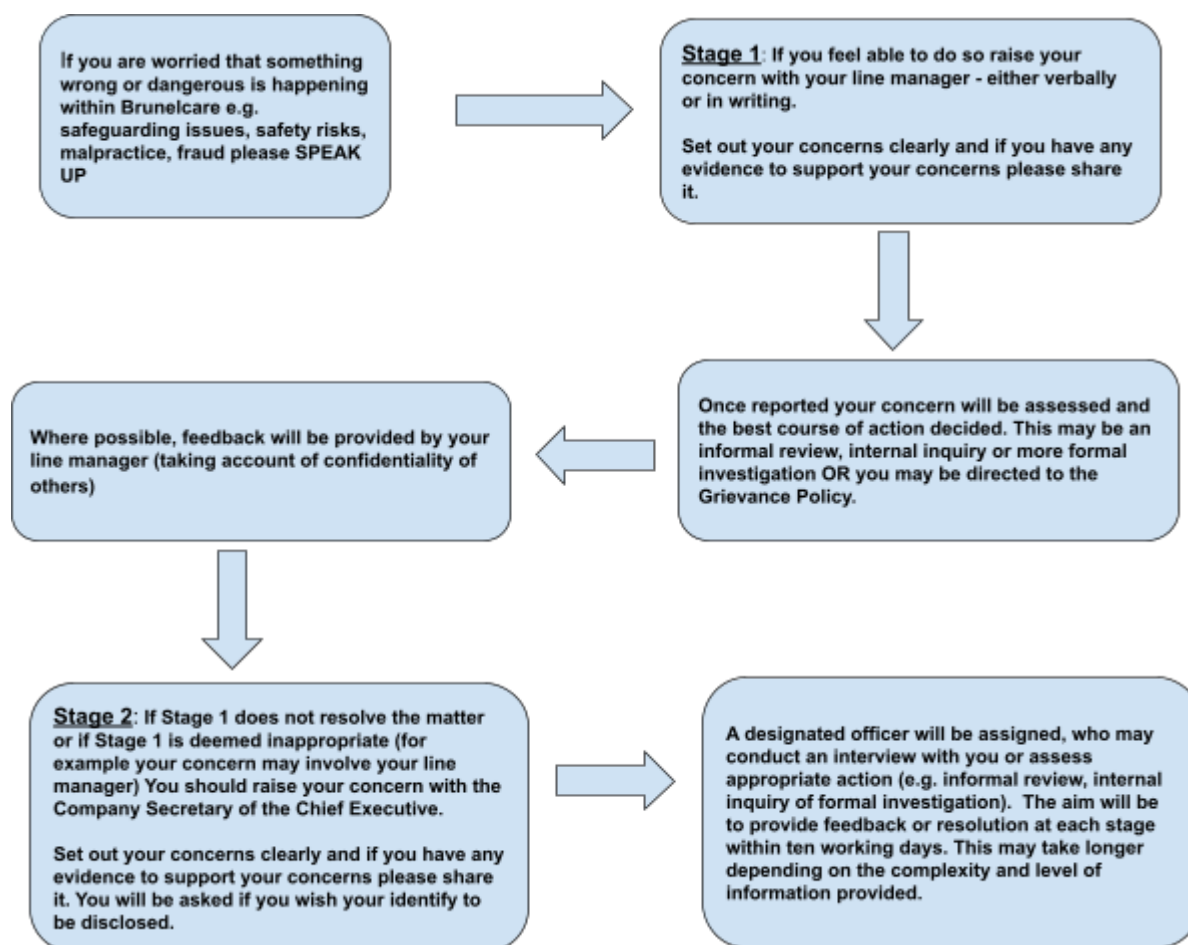 If you are worried that something
wrong or dangerous is happening
within Brunelcare e.g.
safeguarding issues, safety risks,
malpractice, fraud please SPEAK
UP
Stage 1: If you feel able to do so raise your
concern with your line manager - either verbally
or in writing.
Set out your concerns clearly and if you have any
evidence to support your concerns please share
it.
Once reported your concern will be assessed and
the best course of action decided. This may be an
informal review, internal inquiry or more formal
investigation OR you may be directed to the
Grievance Policy.
Where possible, feedback will be provided by your
line manager (taking account of confidentiality of
others)
Stage 2: If Stage 1 does not resolve the matter
or if Stage 1 is deemed inappropriate (for
example your concern may involve your line
manager) You should raise your concern with the
Company Secretary of the Chief Executive.
Set out your concerns clearly and if you have any
evidence to support your concerns please share
it. You will be asked if you wish your identify to
be disclosed.
A designated officer will be assigned, who may
conduct an interview with you or assess
appropriate action (e.g. informal review, internal
inquiry of formal investigation). The aim will be
to provide feedback or resolution at each stage
within ten working days. This may take longer
depending on the complexity and level of
information provided.